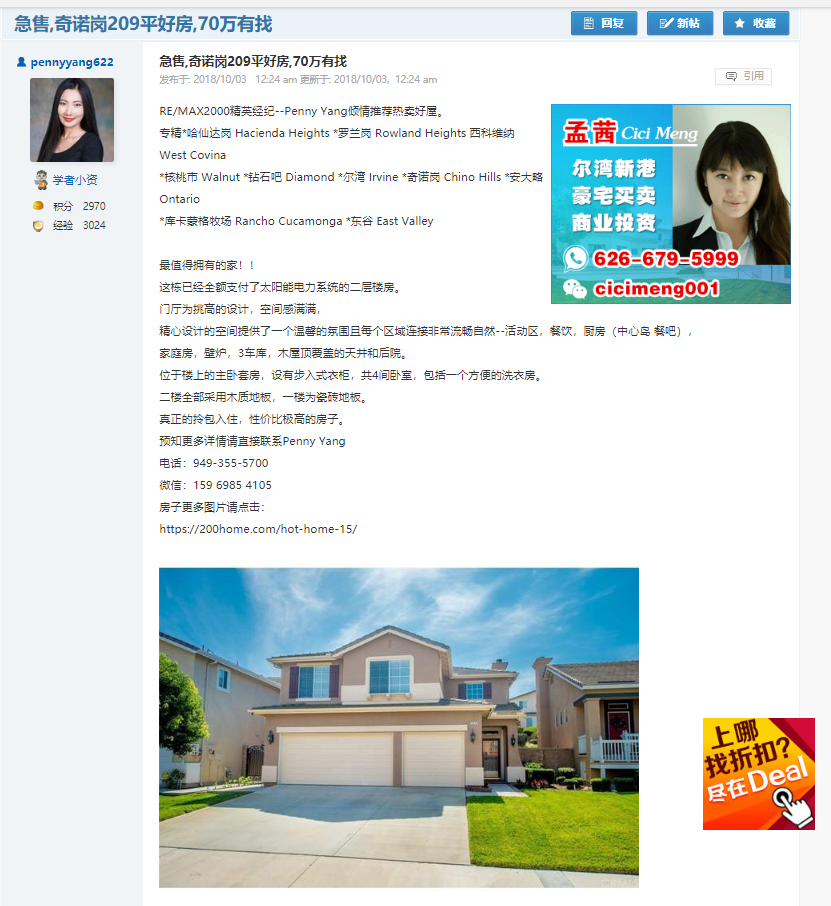 急售,奇诺岗209平好房,70万有找
回复
新帖
收藏
pennyyang622
学者小资
积分 2970
经验 3024
急售,奇诺岗209平好房,70万有找
发布于: 2018/10/03 12:24 am 更新于: 2018/10/03, 12:24 am
引用
RE/MAX2000精英经纪--Penny Yang倾情推荐热卖好屋。
专精*哈仙达岗 Hacienda Heights *罗兰岗 Rowland Heights 西科维纳
West Covina
*核桃市 Walnut *钻石吧 Diamond *尔湾 Irvine *奇诺岗 Chino Hills *安大略
Ontario
*库卡蒙格牧场 Rancho Cucamonga *东谷 East Valley
孟茜 Cici Meng
尔湾新港
豪宅买卖
商业投资
626-679-5999
cicimeng001
最值得拥有的家！！
这栋已经全额支付了太阳能电力系统的二层楼房。
门厅为挑高的设计，空间感满满，
精心设计的空间提供了一个温馨的氛围且每个区域连接非常流畅自然--活动区，餐饮，厨房（中心岛 餐吧），
家庭房，壁炉，3车库，木屋顶覆盖的天井和后院。
位于楼上的主卧套房，设有步入式衣柜，共4间卧室，包括一个方便的洗衣房。
二楼全部采用木质地板，一楼为瓷砖地板。
真正的拎包入住，性价比极高的房子。
预知更多详情请直接联系Penny Yang
电话：949-355-5700
微信：159 6985 4105
房子更多图片请点击：
https://200home.com/hot-home-15/
上哪
找折扣?
尽在Deal